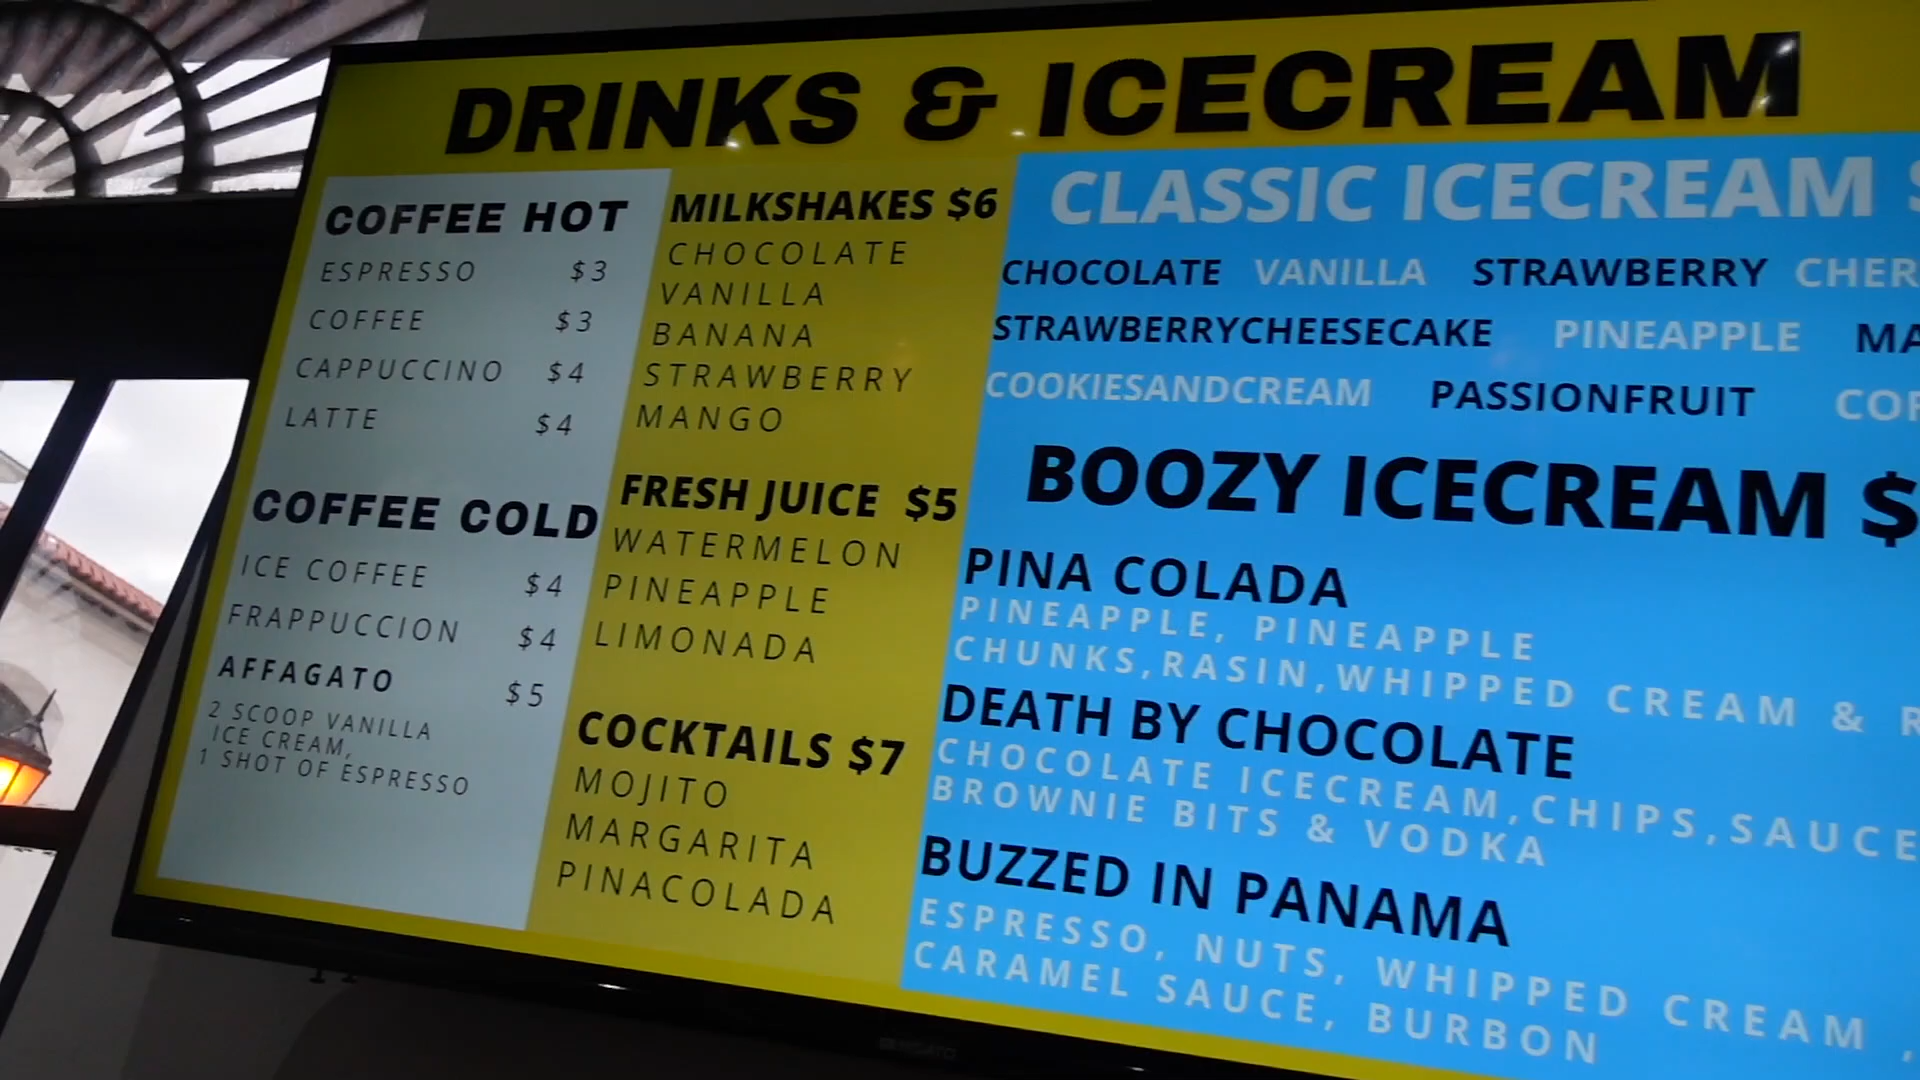 DRINKS & ICECREAM
COFFEE HOT
ESPRESSO $3
COFFEE $3
CAPPUCCINO $4
LATTE $4
COFFEE COLD
ICE COFFEE $4
FRAPPUCCION $4
AFFAGATO $5
2 SCOOP VANILLA
ICE CREAM,
1 SHOT OF ESPRESSO
MILKSHAKES $6
CHOCOLATE
VANILLA
BANANA
STRAWBERRY
MANGO
FRESH JUICE $5
WATERMELON
PINEAPPLE
LIMONADA
COCKTAILS $7
MOJITO
MARGARITA
PINACOLADA
CLASSIC ICECREAM
CHOCOLATE VANILLA STRAWBERRY
STRAWBERRYCHEESECAKE PINEAPPLE
COOKIESANDCREAM PASSIONFRUIT
BOOZY ICECREAM $
PINA COLADA
PINEAPPLE, PINEAPPLE
CHUNKS,RASIN,WHIPPED CREAM &
DEATH BY CHOCOLATE
CHOCOLATE ICECREAM,CHIPS,SAUCE
BROWNIE BITS & VODKA
BUZZED IN PANAMA
ESPRESSO, NUTS, WHIPPED CREAM ,
CARAMEL SAUCE, BURBON